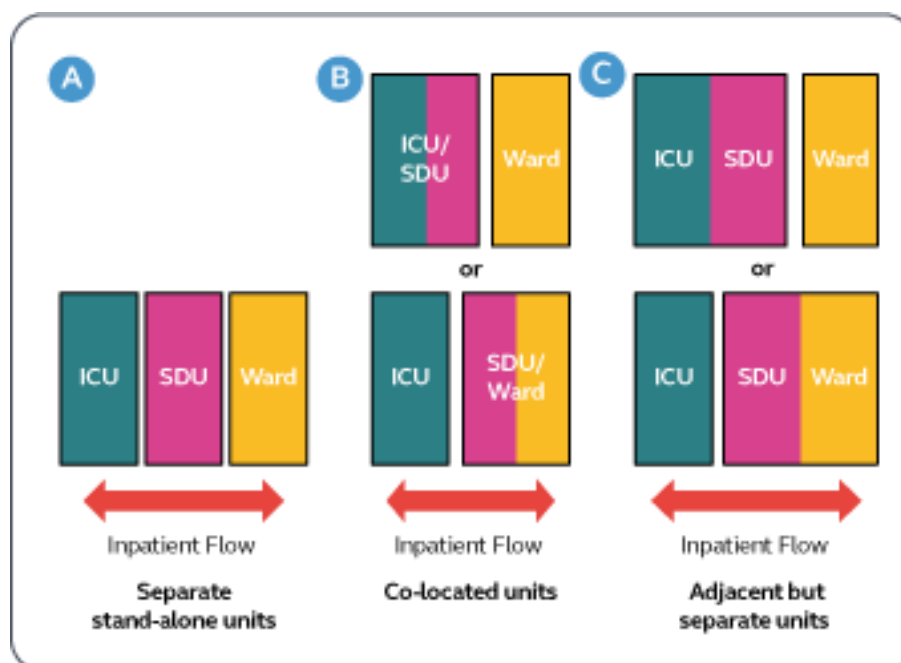 A
ICU
SDU
Ward
Inpatient Flow
Separate
stand-alone units
B
ICU/
SDU
Ward
or
ICU
SDU/
Ward
Inpatient Flow
Co-located units
C
ICU
SDU
Ward
or
ICU
SDU
Ward
Inpatient Flow
Adjacent but
separate units